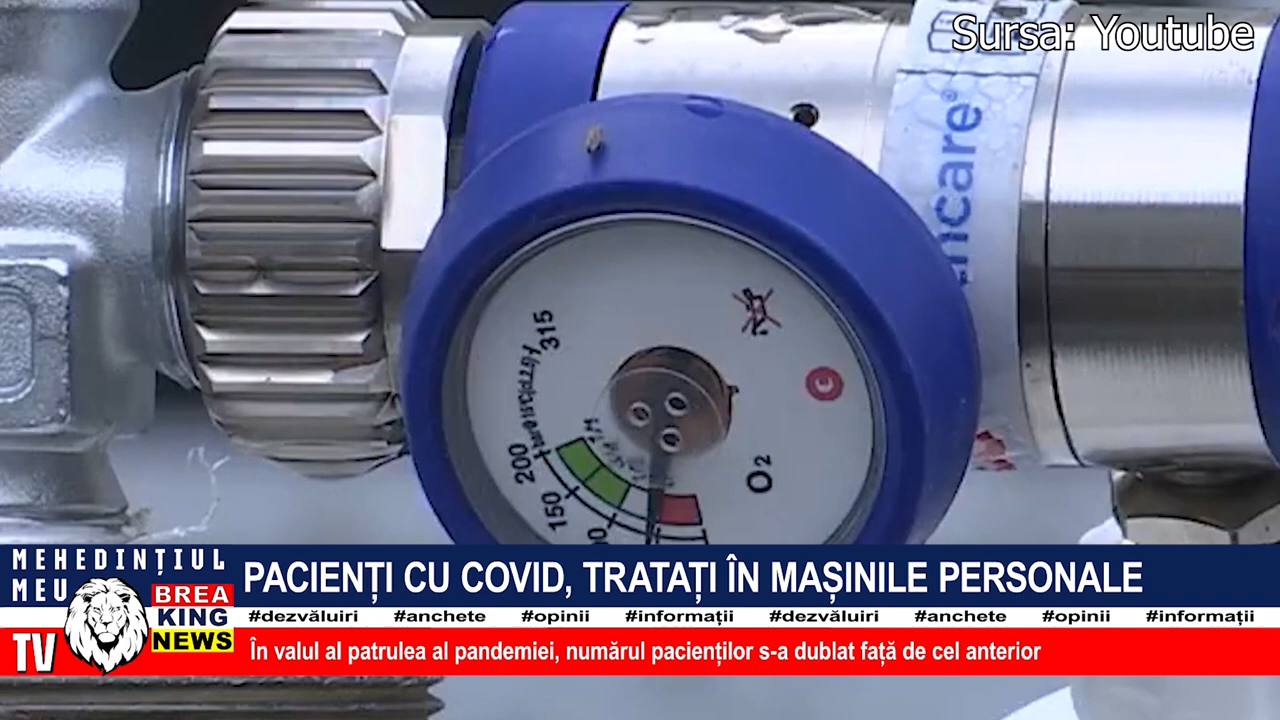 Sursa: Youtube
ncare®
315
200
150
O₂
MEHEDINȚIUL
MEU
TV
BREA
KING
NEWS
PACIENȚI CU COVID, TRATAȚI ÎN MAȘINILE PERSONALE
#dezvăluiri #anchete #opinii #informații #dezvăluiri #anchete #opinii #informații
În valul al patrulea al pandemiei, numărul pacienților s-a dublat față de cel anterior